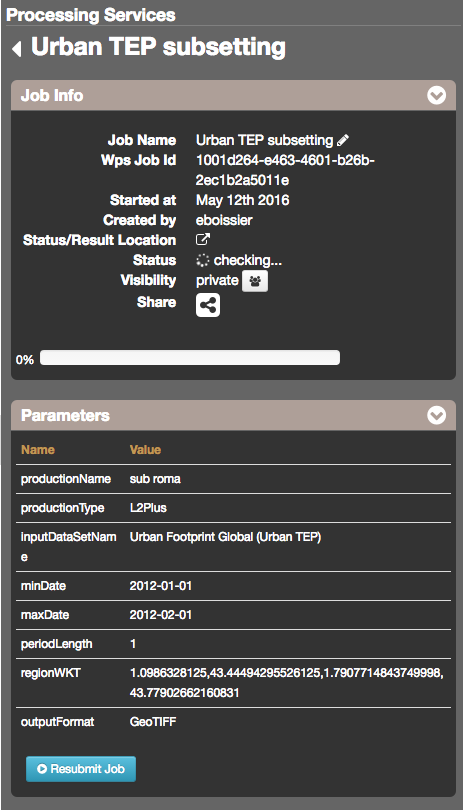 Processing Services
Urban TEP subsetting
Job Info
Job Name Urban TEP subsetting
Wps Job Id 1001d264-e463-4601-b26b-
2ec1b2a5011e
Started at May 12th 2016
Created by eboissier
Status/Result Location
Status checking...
Visibility private
Share
0%
Parameters
Name Value
productionName sub roma
productionType L2Plus
inputDataSetNam Urban Footprint Global (Urban TEP)
e
minDate 2012-01-01
maxDate 2012-02-01
periodLength 1
regionWKT 1.0986328125,43.44494295526125,1.7907714843749998,
43.77902662160831
outputFormat GeoTIFF
Resubmit Job